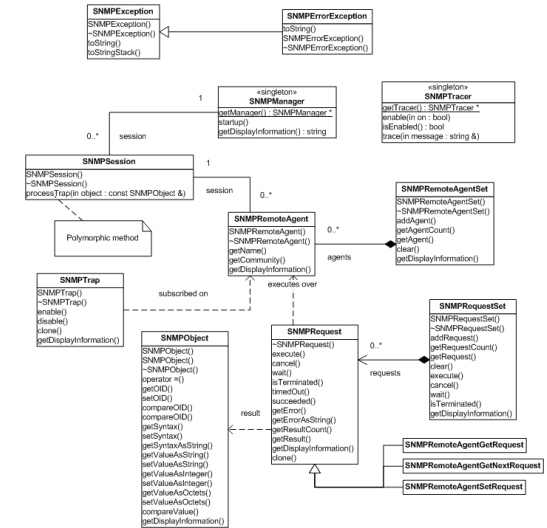 SNMPException
SNMPException()
~SNMPException()
toString()
toStringStack()
SNMPErrorException
toString()
SNMPErrorException()
~SNMPErrorException()
«singleton»
SNMPManager
getManager() : SNMPManager *
startup()
getDisplayInformation() : string
«singleton»
SNMPTracer
getTracer() : SNMPTracer *
enable(in on : bool)
isEnabled() : bool
trace(in message : string &)
1
0..*
session
SNMPSession
SNMPSession()
~SNMPSession()
processTrap(in object : const SNMPObject &)
1
session
0..*
Polymorphic method
SNMPRemoteAgent
SNMPRemoteAgent()
~SNMPRemoteAgent()
getName()
getCommunity()
getDisplayInformation()
0..*
agents
SNMPRemoteAgentSet
SNMPRemoteAgentSet()
~SNMPRemoteAgentSet()
addAgent()
getAgentCount()
getAgent()
clear()
getDisplayInformation()
SNMPTrap
SNMPTrap()
~SNMPTrap()
enable()
disable()
clone()
getDisplayInformation()
subscribed on
executes over
SNMPObject
SNMPObject()
SNMPObject()
~SNMPObject()
operator =()
getOID()
setOID()
compareOID()
compareOID()
getSyntax()
setSyntax()
getSyntaxAsString()
getValueAsString()
setValueAsString()
getValueAsInteger()
setValueAsInteger()
getValueAsOctets()
setValueAsOctets()
compareValue()
getDisplayInformation()
result
SNMPRequest
~SNMPRequest()
execute()
cancel()
wait()
isTerminated()
timedOut()
succeeded()
getError()
getErrorAsString()
getResultCount()
getResult()
getDisplayInformation()
clone()
0..*
requests
SNMPRequestSet
SNMPRequestSet()
~SNMPRequestSet()
addRequest()
getRequestCount()
getRequest()
clear()
execute()
cancel()
wait()
isTerminated()
getDisplayInformation()
SNMPRemoteAgentGetRequest
SNMPRemoteAgentGetNextRequest
SNMPRemoteAgentSetRequest